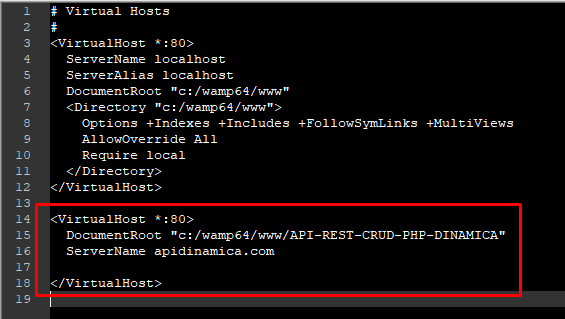 1 # Virtual Hosts
2 #
3 <VirtualHost *:80>
4   ServerName localhost
5   ServerAlias localhost
6   DocumentRoot "c:/wamp64/www"
7   <Directory "c:/wamp64/www">
8     Options +Indexes +Includes +FollowSymLinks +MultiViews
9     AllowOverride All
10     Require local
11   </Directory>
12 </VirtualHost>
13
14 <VirtualHost *:80>
15   DocumentRoot "c:/wamp64/www/API-REST-CRUD-PHP-DINAMICA"
16   ServerName apidinamica.com
17
18 </VirtualHost>
19